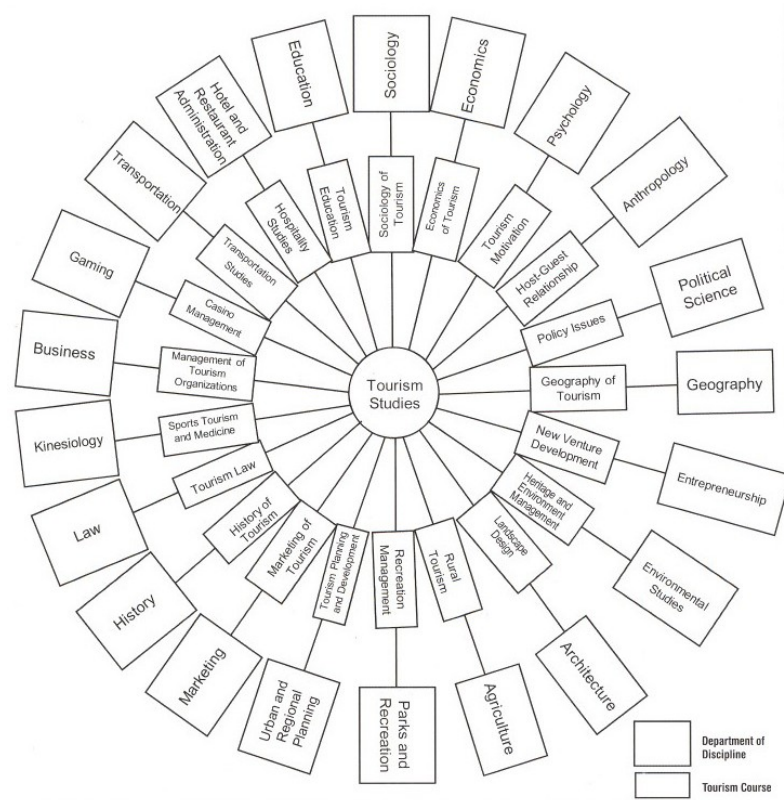 Tourism
Studies
Sociology
Sociology of
Tourism
Economics
Economics
of Tourism
Psychology
Tourism
Motivation
Anthropology
Host-Guest
Relationship
Political
Science
Policy Issues
Geography
Geography of
Tourism
Entrepreneurship
New Venture
Development
Environmental
Studies
Heritage and
Environment
Management
Architecture
Landscape
Design
Agriculture
Rural
Tourism
Parks and
Recreation
Recreation
Management
Urban and
Regional
Planning
Tourism Planning
and Development
Marketing
Marketing of
Tourism
History
History of
Tourism
Law
Tourism Law
Kinesiology
Sports Tourism
and Medicine
Business
Management of
Tourism
Organizations
Gaming
Casino
Management
Transportation
Transportation
Studies
Hotel and
Restaurant
Administration
Hospitality
Studies
Education
Tourism
Education
Department of
Discipline
Tourism Course